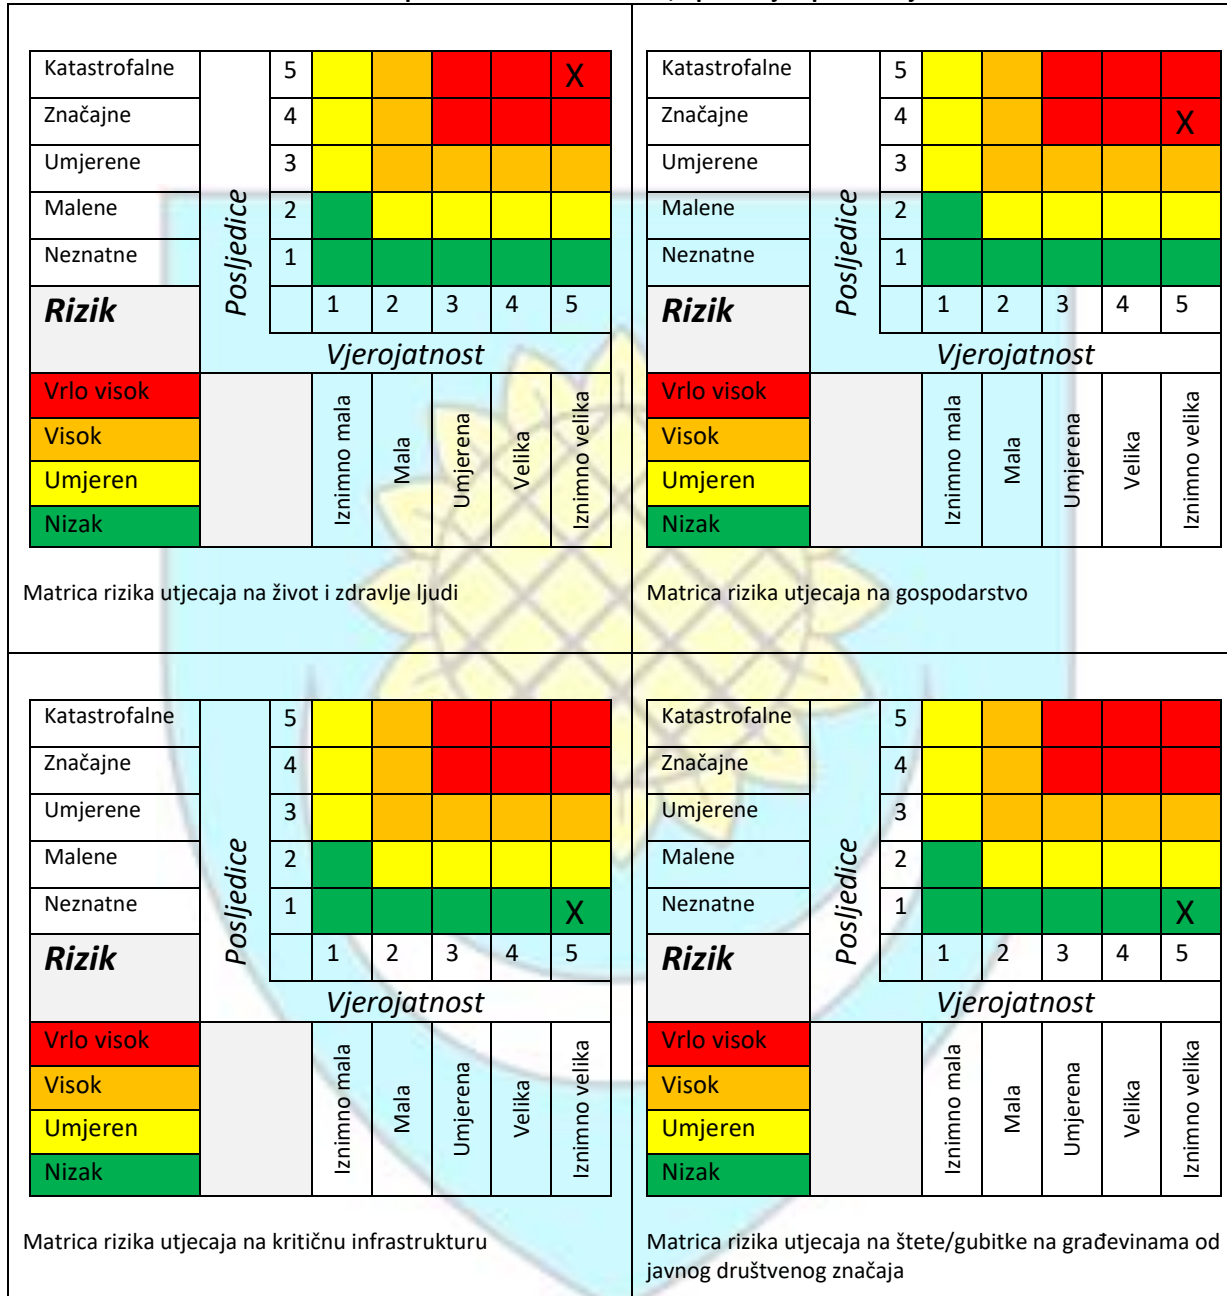 Katastrofalne 5 X
Značajne 4
Umjerene 3
Malene 2
Neznatne 1
Posljedice
Rizik 1 2 3 4 5
Vjerojatnost
Vrlo visok
Visok
Umjeren
Nizak
Iznimno mala
Mala
Umjerena
Velika
Iznimno velika
Matrica rizika utjecaja na život i zdravlje ljudi
Katastrofalne 5
Značajne 4 X
Umjerene 3
Malene 2
Neznatne 1
Posljedice
Rizik 1 2 3 4 5
Vjerojatnost
Vrlo visok
Visok
Umjeren
Nizak
Iznimno mala
Mala
Umjerena
Velika
Iznimno velika
Matrica rizika utjecaja na gospodarstvo
Katastrofalne 5
Značajne 4
Umjerene 3
Malene 2
Neznatne 1 X
Posljedice
Rizik 1 2 3 4 5
Vjerojatnost
Vrlo visok
Visok
Umjeren
Nizak
Iznimno mala
Mala
Umjerena
Velika
Iznimno velika
Matrica rizika utjecaja na kritičnu infrastrukturu
Katastrofalne 5
Značajne 4
Umjerene 3
Malene 2
Neznatne 1 X
Posljedice
Rizik 1 2 3 4 5
Vjerojatnost
Vrlo visok
Visok
Umjeren
Nizak
Iznimno mala
Mala
Umjerena
Velika
Iznimno velika
Matrica rizika utjecaja na štete/gubitke na građevinama od
javnog društvenog značaja